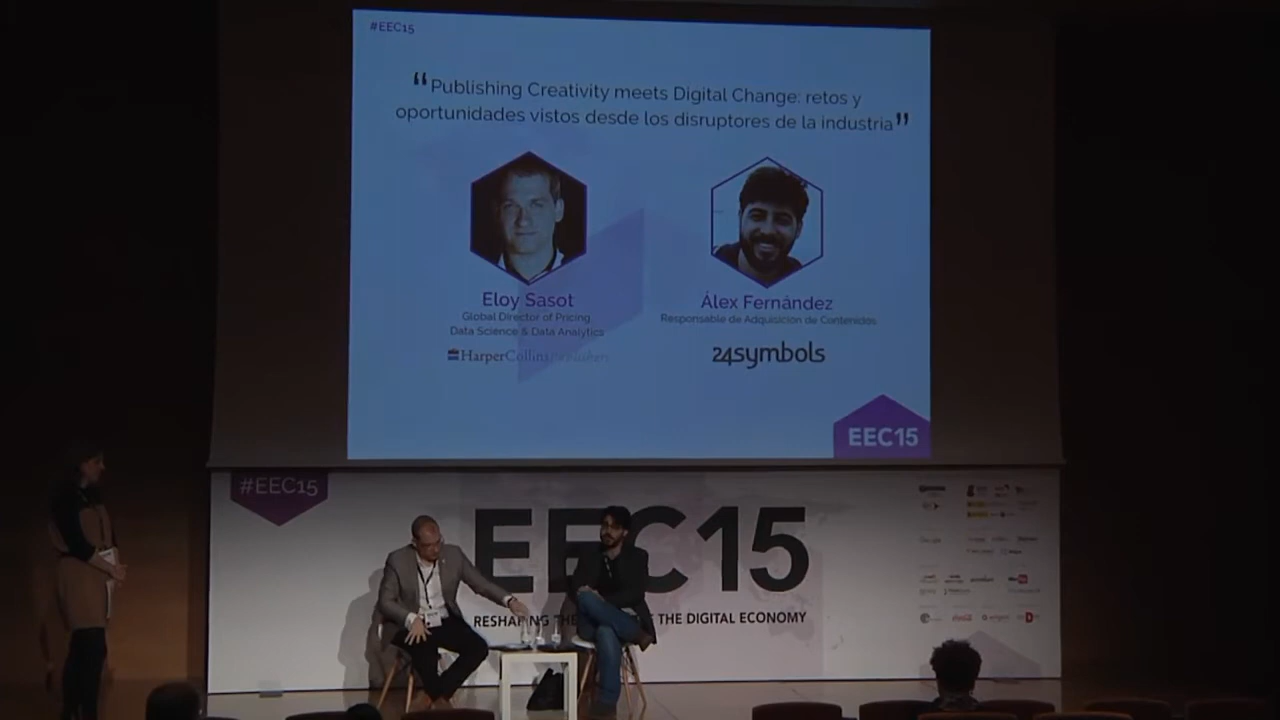 #EEC15
“Publishing Creativity meets Digital Change: retos y
oportunidades vistos desde los disruptores de la industria”
Eloy Sasot
Global Director of Pricing
Data Science & Data Analytics
HarperCollins
Álex Fernández
Responsable de Adquisición de Contenidos
24symbols
EEC15
#EEC15
EEC15
THE DIGITAL ECONOMY
Google